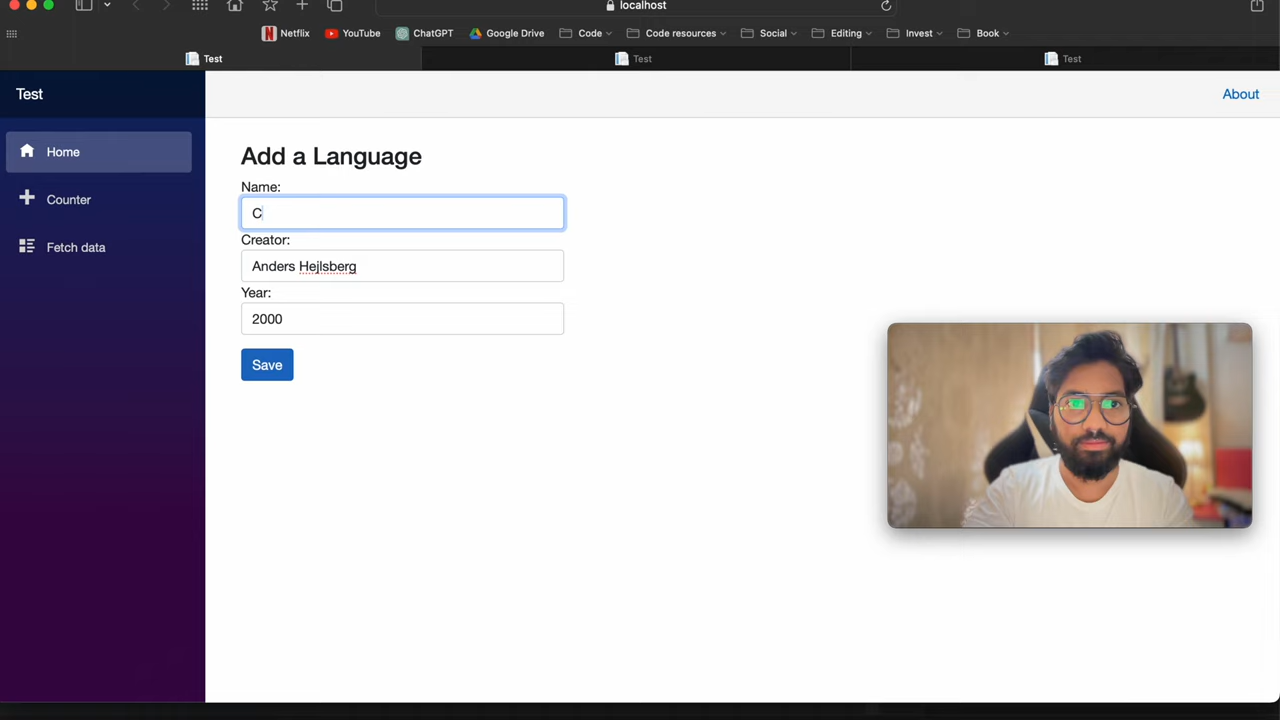 localhost
Netflix YouTube ChatGPT Google Drive Code Code resources Social Editing Invest Book
Test Test Test
Test
About
Home
Counter
Fetch data
Add a Language
Name:
C
Creator:
Anders Hejlsberg
Year:
2000
Save